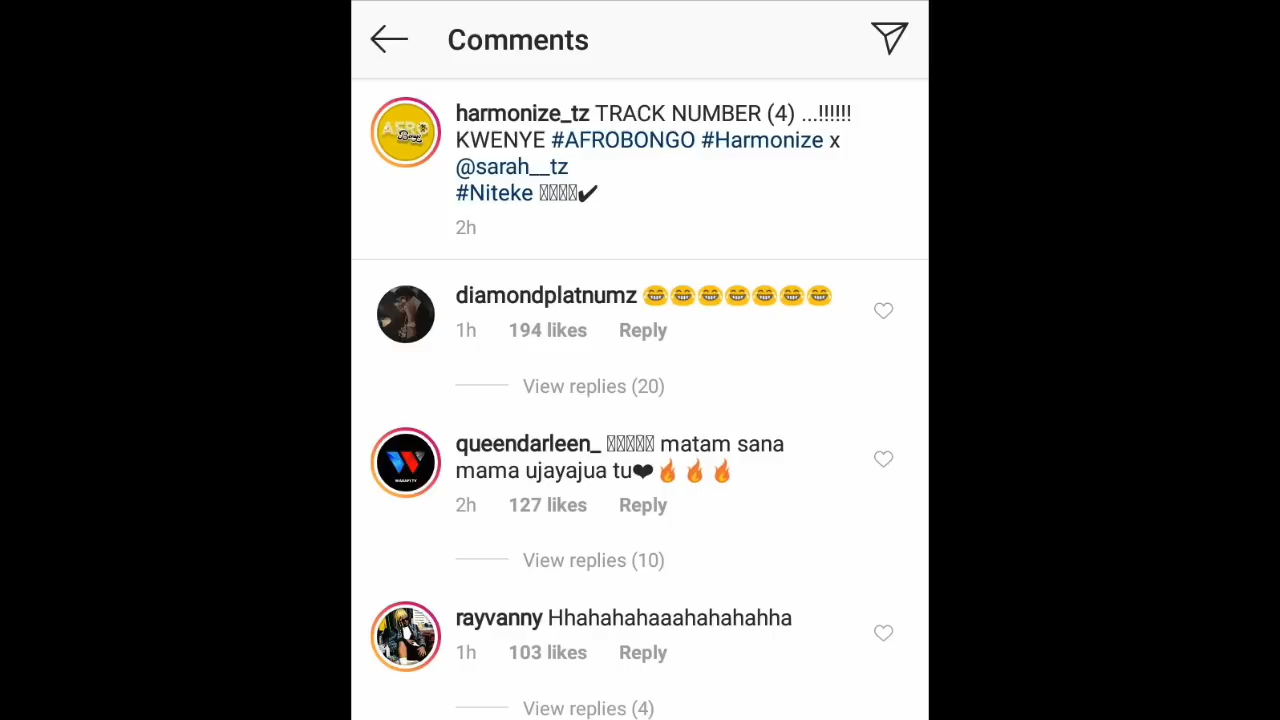 Comments
harmonize_tz TRACK NUMBER (4) ...!!!!!!
KWENYE #AFROBONGO #Harmonize x
@sarah__tz
#Niteke ✔
2h
diamondplatnumz 😂😂😂😂😂😂😂
1h 194 likes Reply
View replies (20)
queendarleen_ matam sana
mama ujayajua tu❤🔥🔥🔥
2h 127 likes Reply
View replies (10)
rayvanny Hhahahahaaahahahahha
1h 103 likes Reply
View replies (4)